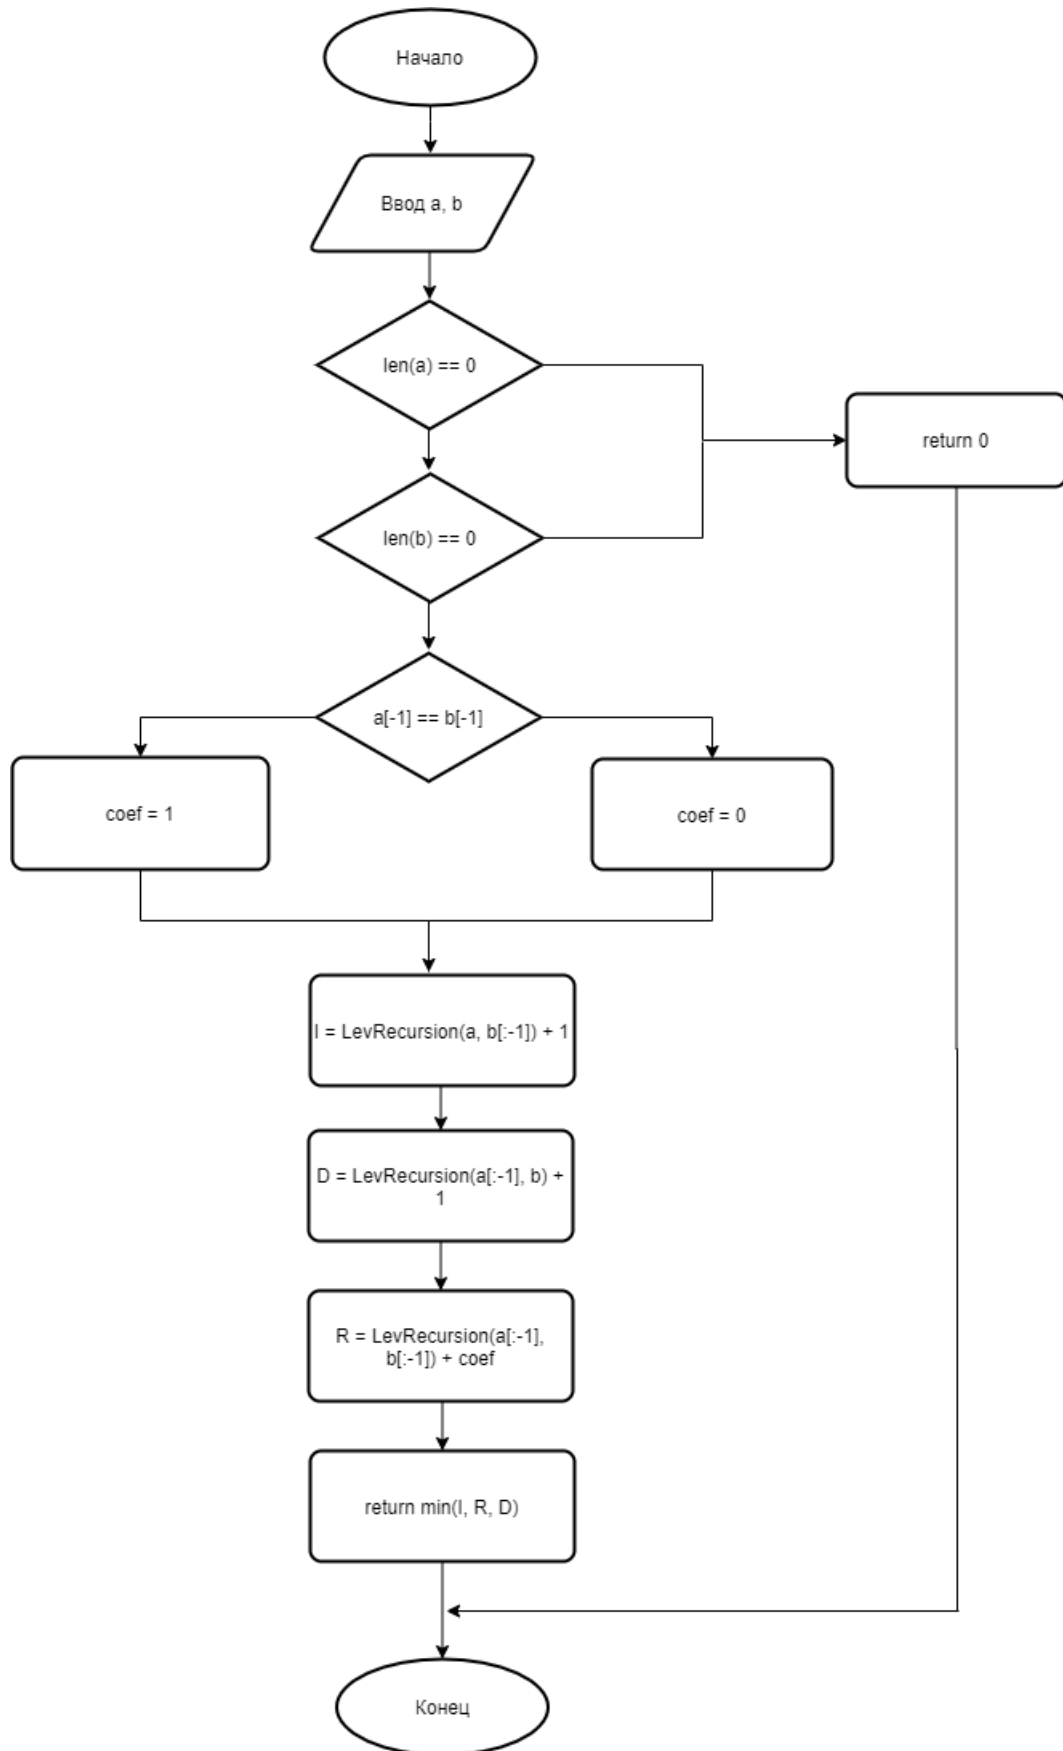 Начало
Ввод a, b
len(a) == 0
return 0
len(b) == 0
a[-1] == b[-1]
coef = 1
coef = 0
I = LevRecursion(a, b[:-1]) + 1
D = LevRecursion(a[:-1], b) +
1
R = LevRecursion(a[:-1],
b[:-1]) + coef
return min(I, R, D)
Конец